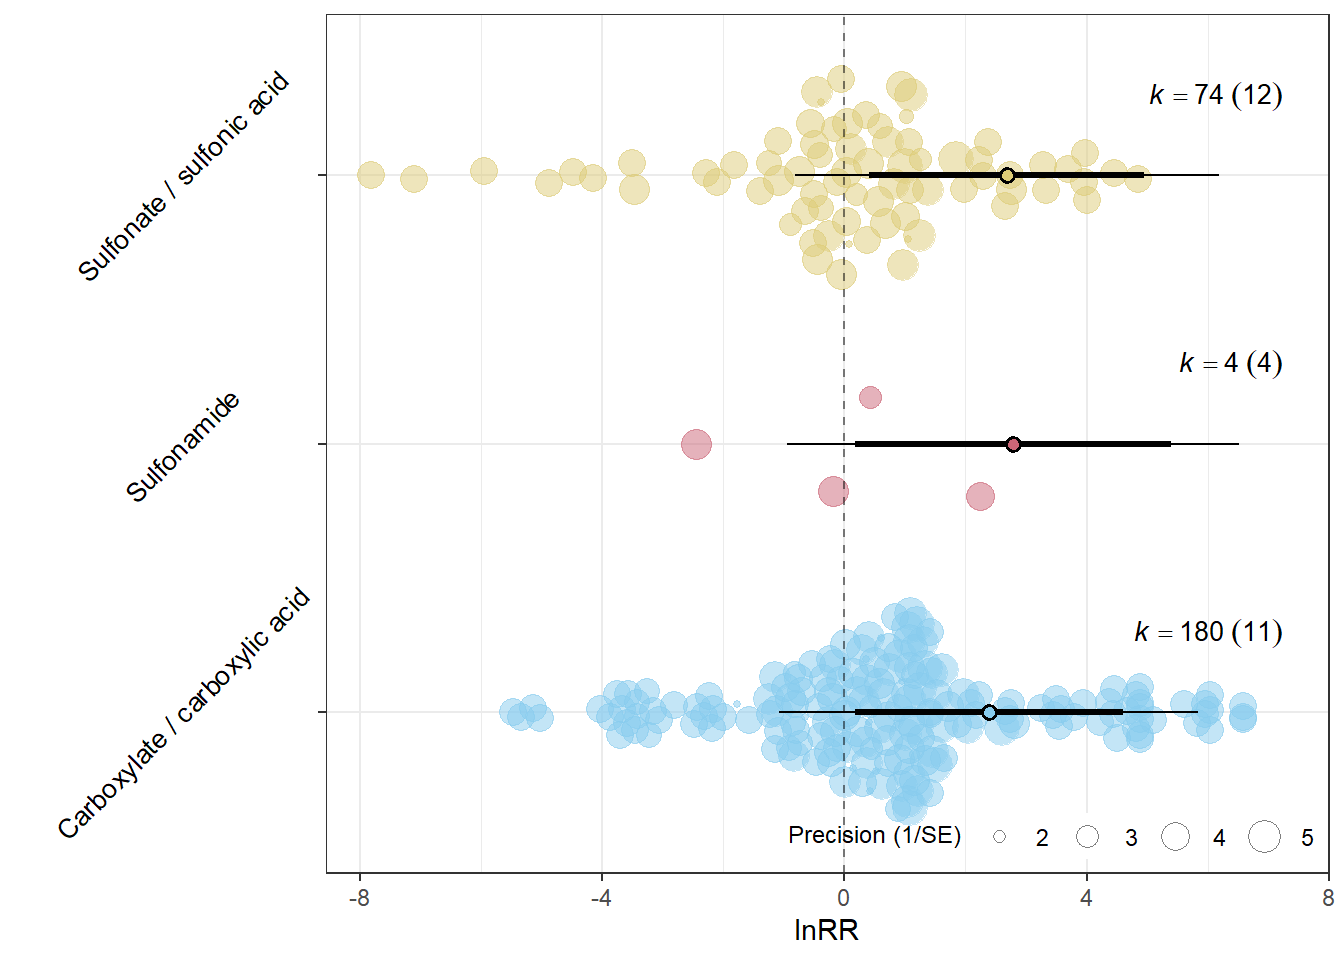 Sulfonate / sulfonic acid
k = 74 (12)
Sulfonamide
k = 4 (4)
Carboxylate / carboxylic acid
k = 180 (11)
Precision (1/SE) 2 3 4 5
-8 -4 0 4 8
lnRR